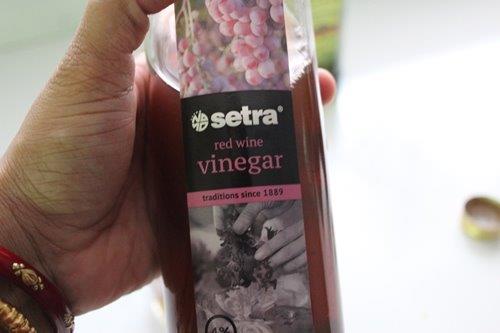 setra®
red wine
vinegar
traditions since 1889